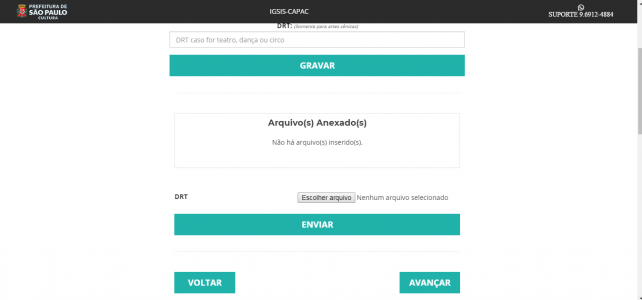 PREFEITURA DE
SÃO PAULO
CULTURA
IGSIS-CAPAC
SUPORTE 9.6912-4884
DRT: (Somente para artes cênicas)
DRT caso for teatro, dança ou circo
GRAVAR
Arquivo(s) Anexado(s)
Não há arquivo(s) inserido(s).
DRT
Escolher arquivo Nenhum arquivo selecionado
ENVIAR
VOLTAR
AVANÇAR